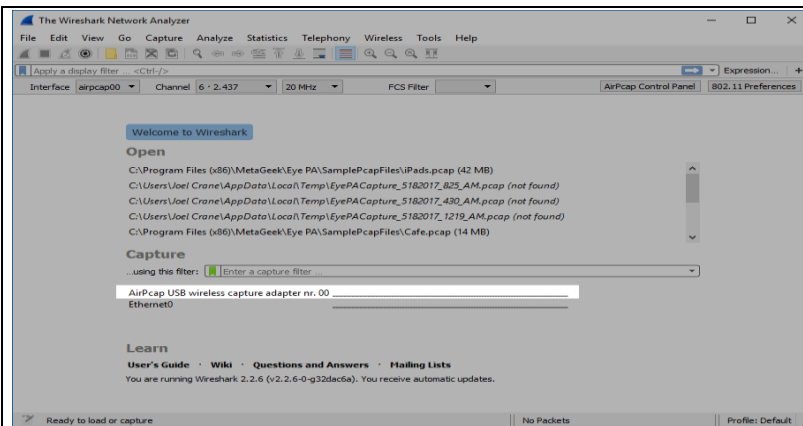 The Wireshark Network Analyzer
File Edit View Go Capture Analyze Statistics Telephony Wireless Tools Help
Apply a display filter ... <Ctrl-/> Expression... +
Interface airpcap00 Channel 6 · 2.437 20 MHz FCS Filter AirPcap Control Panel 802.11 Preferences
Welcome to Wireshark
Open
C:\Program Files (x86)\MetaGeek\Eye PA\SamplePcapFiles\iPads.pcap (42 MB)
C:\Users\Joel Crane\AppData\Local\Temp\EyePACapture_5182017_825_AM.pcap (not found)
C:\Users\Joel Crane\AppData\Local\Temp\EyePACapture_5182017_430_AM.pcap (not found)
C:\Users\Joel Crane\AppData\Local\Temp\EyePACapture_5182017_1219_AM.pcap (not found)
C:\Program Files (x86)\MetaGeek\Eye PA\SamplePcapFiles\Cafe.pcap (14 MB)
Capture
...using this filter: Enter a capture filter ...
AirPcap USB wireless capture adapter nr. 00
Ethernet0
Learn
User's Guide · Wiki · Questions and Answers · Mailing Lists
You are running Wireshark 2.2.6 (v2.2.6-0-g32dac6a). You receive automatic updates.
Ready to load or capture No Packets Profile: Default